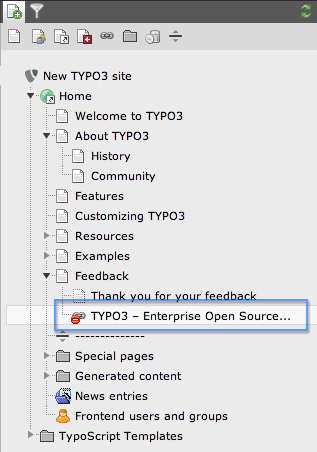 New TYPO3 site
Home
Welcome to TYPO3
About TYPO3
History
Community
Features
Customizing TYPO3
Resources
Examples
Feedback
Thank you for your feedback
TYPO3 – Enterprise Open Source...
--------------
Special pages
Generated content
News entries
Frontend users and groups
TypoScript Templates